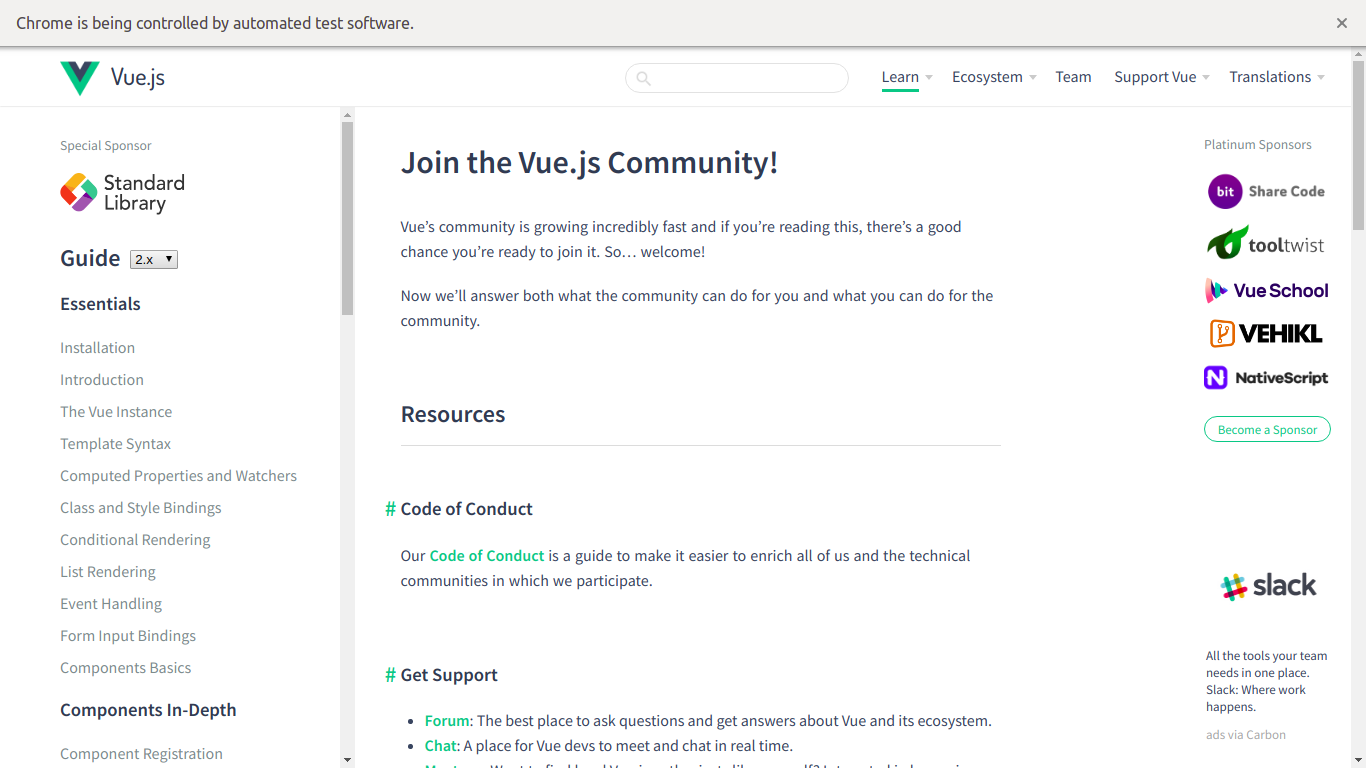 Chrome is being controlled by automated test software.
Vue.js
Learn
Ecosystem
Team
Support Vue
Translations
Special Sponsor
Standard
Library
Guide
2.x
Essentials
Installation
Introduction
The Vue Instance
Template Syntax
Computed Properties and Watchers
Class and Style Bindings
Conditional Rendering
List Rendering
Event Handling
Form Input Bindings
Components Basics
Components In-Depth
Component Registration
Join the Vue.js Community!
Vue’s community is growing incredibly fast and if you’re reading this, there’s a good
chance you’re ready to join it. So… welcome!
Now we’ll answer both what the community can do for you and what you can do for the
community.
Resources
# Code of Conduct
Our Code of Conduct is a guide to make it easier to enrich all of us and the technical
communities in which we participate.
# Get Support
• Forum: The best place to ask questions and get answers about Vue and its ecosystem.
• Chat: A place for Vue devs to meet and chat in real time.
Platinum Sponsors
bit Share Code
tooltwist
Vue School
VEHIKL
N NativeScript
Become a Sponsor
slack
All the tools your team
needs in one place.
Slack: Where work
happens.
ads via Carbon